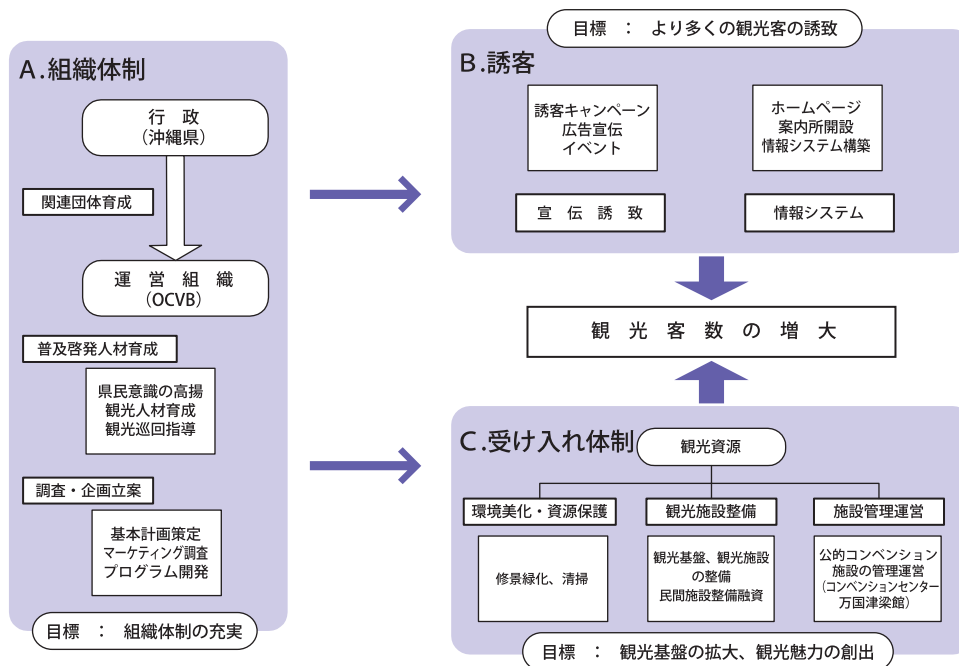 A.組織体制
行　政
（沖縄県）
関連団体育成
運　営　組　織
（OCVB）
普及啓発人材育成
県民意識の高揚
観光人材育成
観光巡回指導
調査・企画立案
基本計画策定
マーケティング調査
プログラム開発
目標　：　組織体制の充実
目標　：　より多くの観光客の誘致
B.誘客
誘客キャンペーン
広告宣伝
イベント
ホームページ
案内所開設
情報システム構築
宣　伝　誘　致
情報システム
観　光　客　数　の　増　大
C.受け入れ体制
観光資源
環境美化・資源保護
観光施設整備
施設管理運営
修景緑化、清掃
観光基盤、観光施設
の整備
民間施設整備融資
公的コンベンション
施設の管理運営
（コンベンションセンター
万国津梁館）
目標　：　観光基盤の拡大、観光魅力の創出